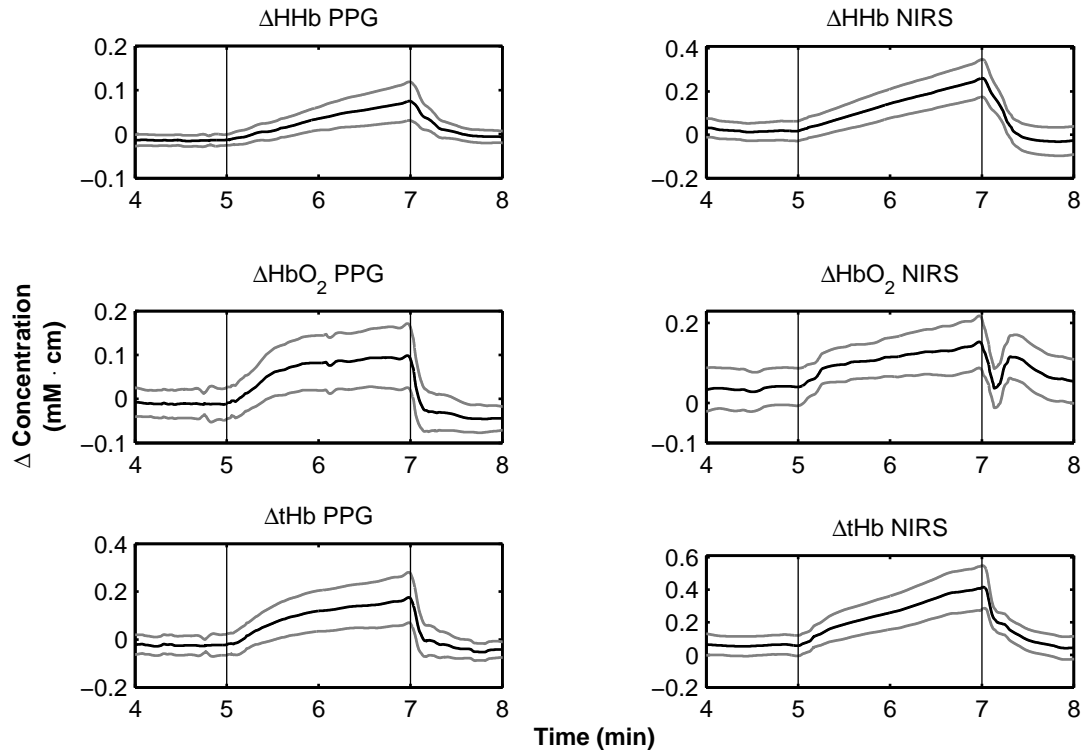 ΔHHb PPG
0.2
0.1
0
−0.1
4 5 6 7 8
ΔHHb NIRS
0.4
0.2
0
−0.2
4 5 6 7 8
Δ Concentration
(mM · cm)
ΔHbO₂ PPG
0.2
0.1
0
−0.1
4 5 6 7 8
ΔHbO₂ NIRS
0.2
0.1
0
−0.1
4 5 6 7 8
ΔtHb PPG
0.4
0.2
0
−0.2
4 5 6 7 8
ΔtHb NIRS
0.6
0.4
0.2
0
−0.2
4 5 6 7 8
Time (min)